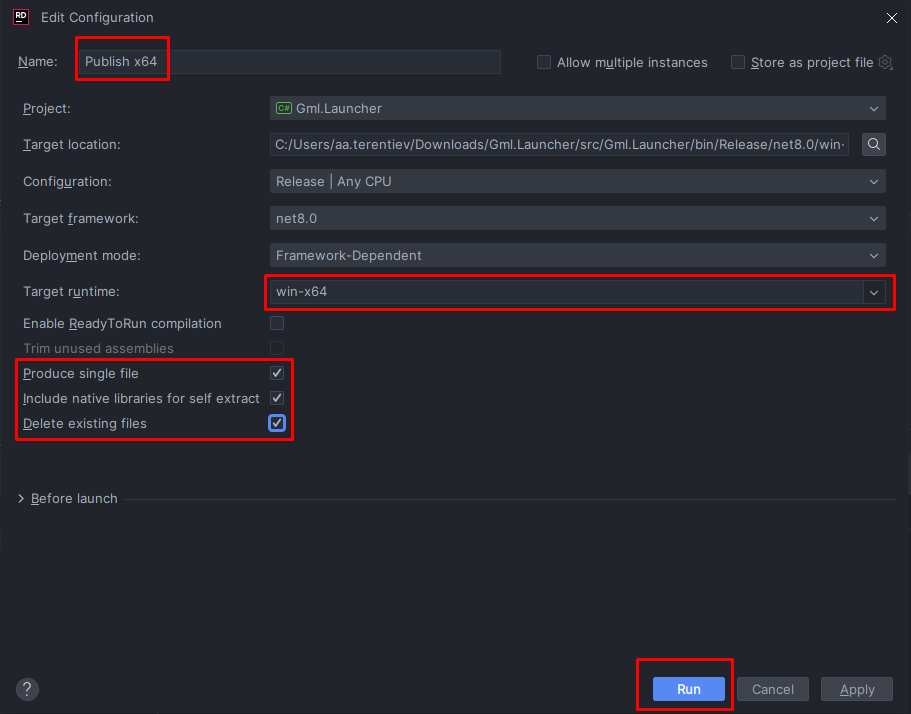 RD Edit Configuration
Name: Publish x64 Allow multiple instances Store as project file
Project: C# Gml.Launcher
Target location: C:/Users/aa.terentiev/Downloads/Gml.Launcher/src/Gml.Launcher/bin/Release/net8.0/win-
Configuration: Release | Any CPU
Target framework: net8.0
Deployment mode: Framework-Dependent
Target runtime: win-x64
Enable ReadyToRun compilation
Trim unused assemblies
Produce single file
Include native libraries for self extract
Delete existing files
Before launch
? Run Cancel Apply